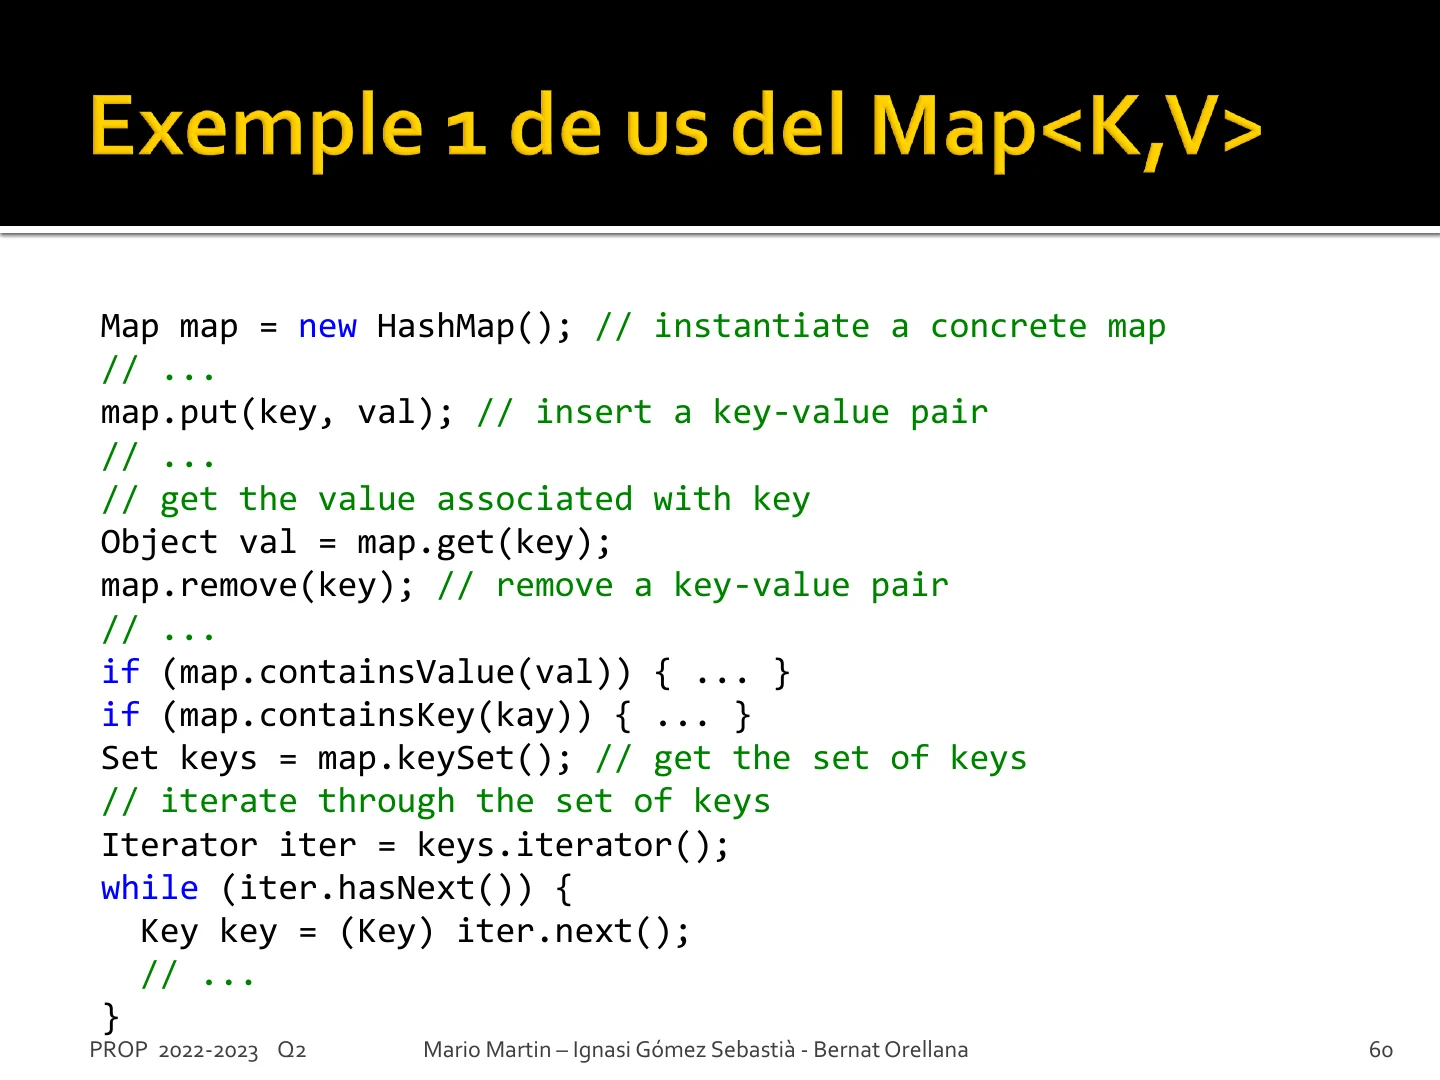 Exemple 1 de us del Map<K,V>
Map map = new HashMap(); // instantiate a concrete map
// ...
map.put(key, val); // insert a key-value pair
// ...
// get the value associated with key
Object val = map.get(key);
map.remove(key); // remove a key-value pair
// ...
if (map.containsValue(val)) { ... }
if (map.containsKey(kay)) { ... }
Set keys = map.keySet(); // get the set of keys
// iterate through the set of keys
Iterator iter = keys.iterator();
while (iter.hasNext()) {
  Key key = (Key) iter.next();
  // ...
}
PROP 2022-2023 Q2 Mario Martin – Ignasi Gómez Sebastià - Bernat Orellana 60